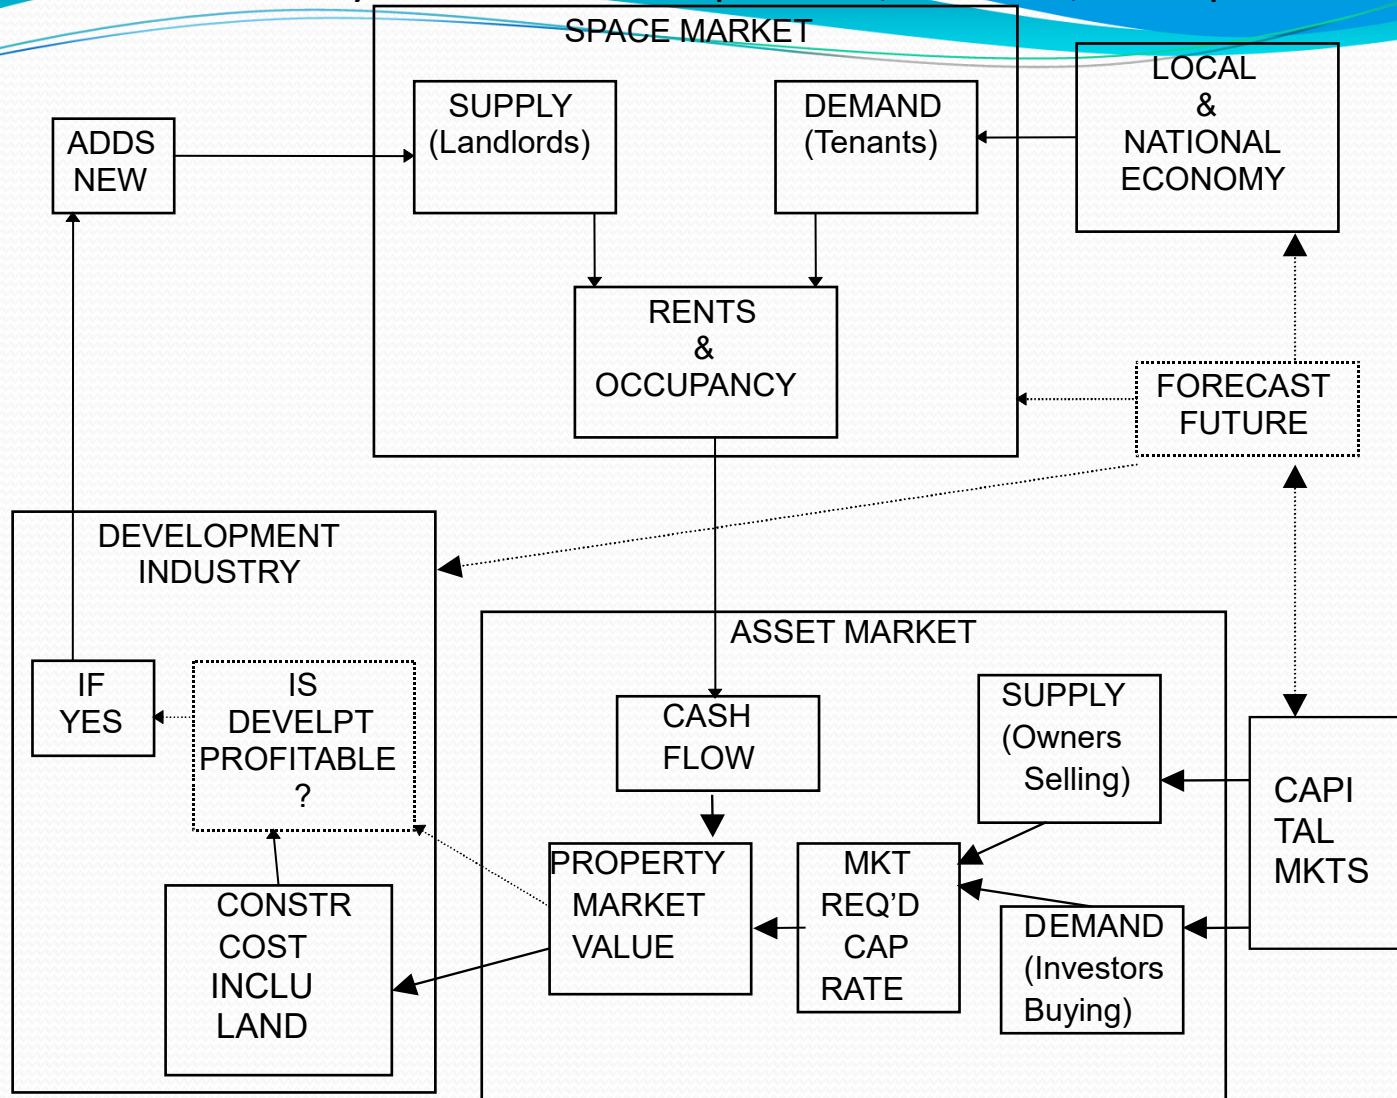 SPACE MARKET
SUPPLY
(Landlords)
DEMAND
(Tenants)
LOCAL
&
NATIONAL
ECONOMY
ADDS
NEW
RENTS
&
OCCUPANCY
FORECAST
FUTURE
DEVELOPMENT
INDUSTRY
IF
YES
IS
DEVELPT
PROFITABLE
?
CONSTR
COST
INCLU
LAND
ASSET MARKET
CASH
FLOW
SUPPLY
(Owners
Selling)
PROPERTY
MARKET
VALUE
MKT
REQ’D
CAP
RATE
DEMAND
(Investors
Buying)
CAPI
TAL
MKTS